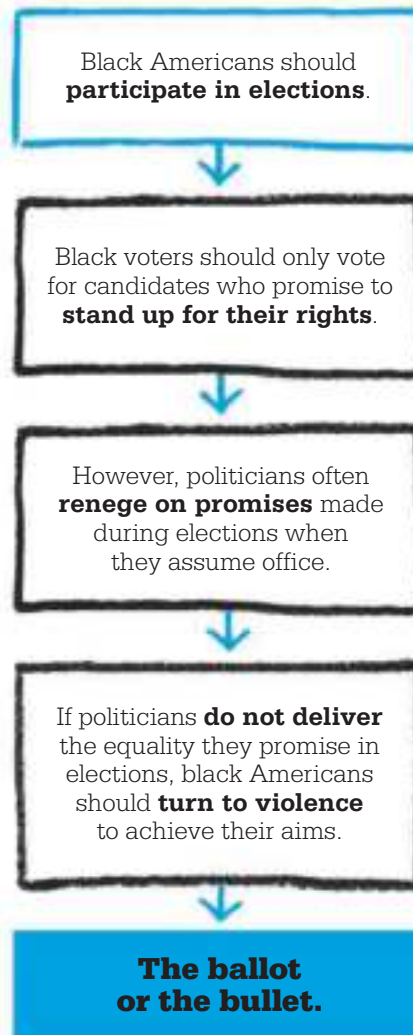 Black Americans should
participate in elections.
Black voters should only vote
for candidates who promise to
stand up for their rights.
However, politicians often
renege on promises made
during elections when
they assume office.
If politicians do not deliver
the equality they promise in
elections, black Americans
should turn to violence
to achieve their aims.
The ballot
or the bullet.